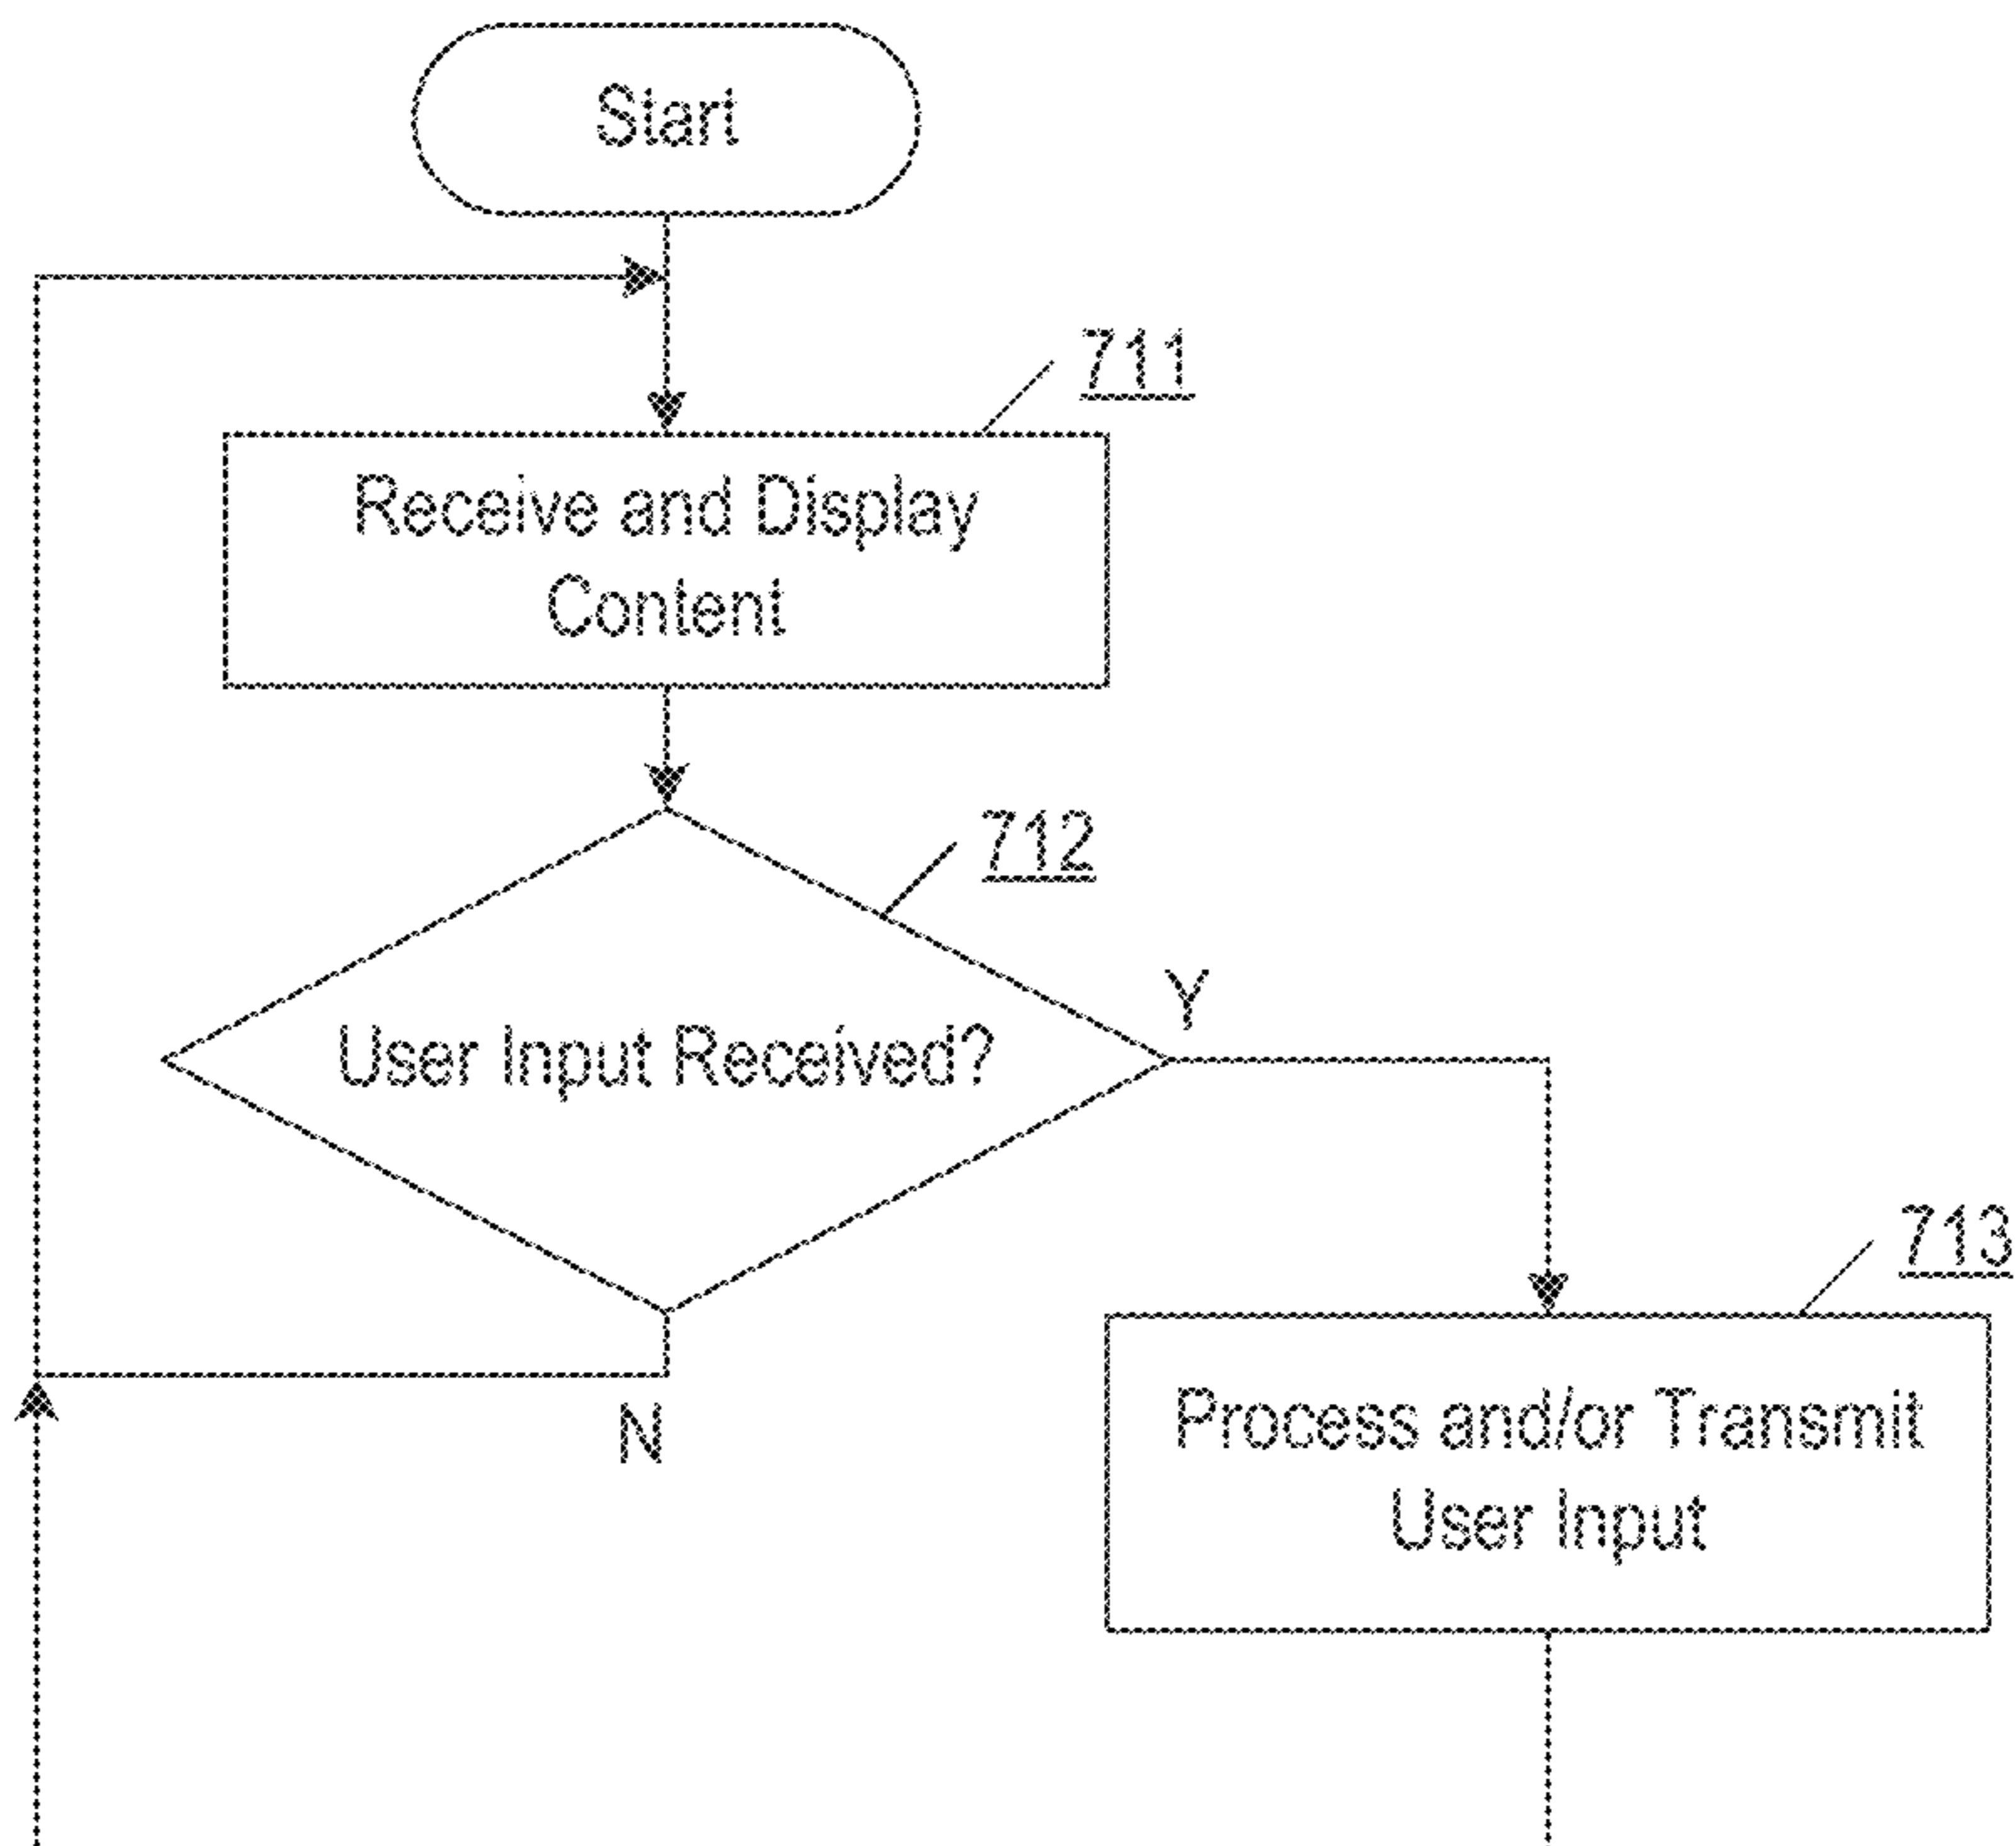 Start
711
Receive and Display
Content
712
Y
User Input Received?
713
N
Process and/or Transmit
User Input